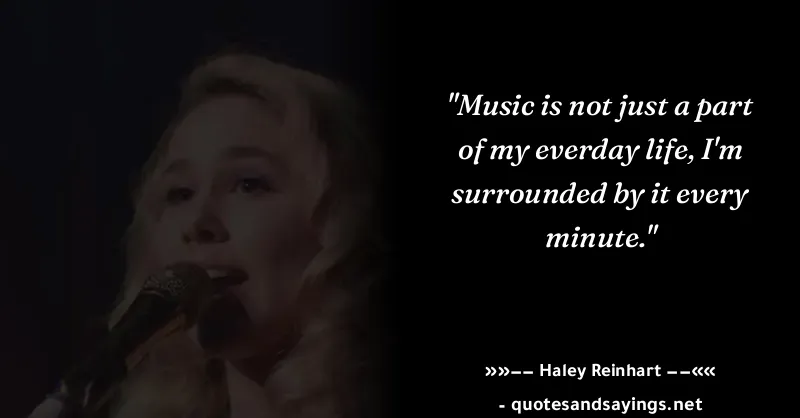 "Music is not just a part
of my everday life, I'm
surrounded by it every
minute."
»»–– Haley Reinhart ––««
- quotesandsayings.net